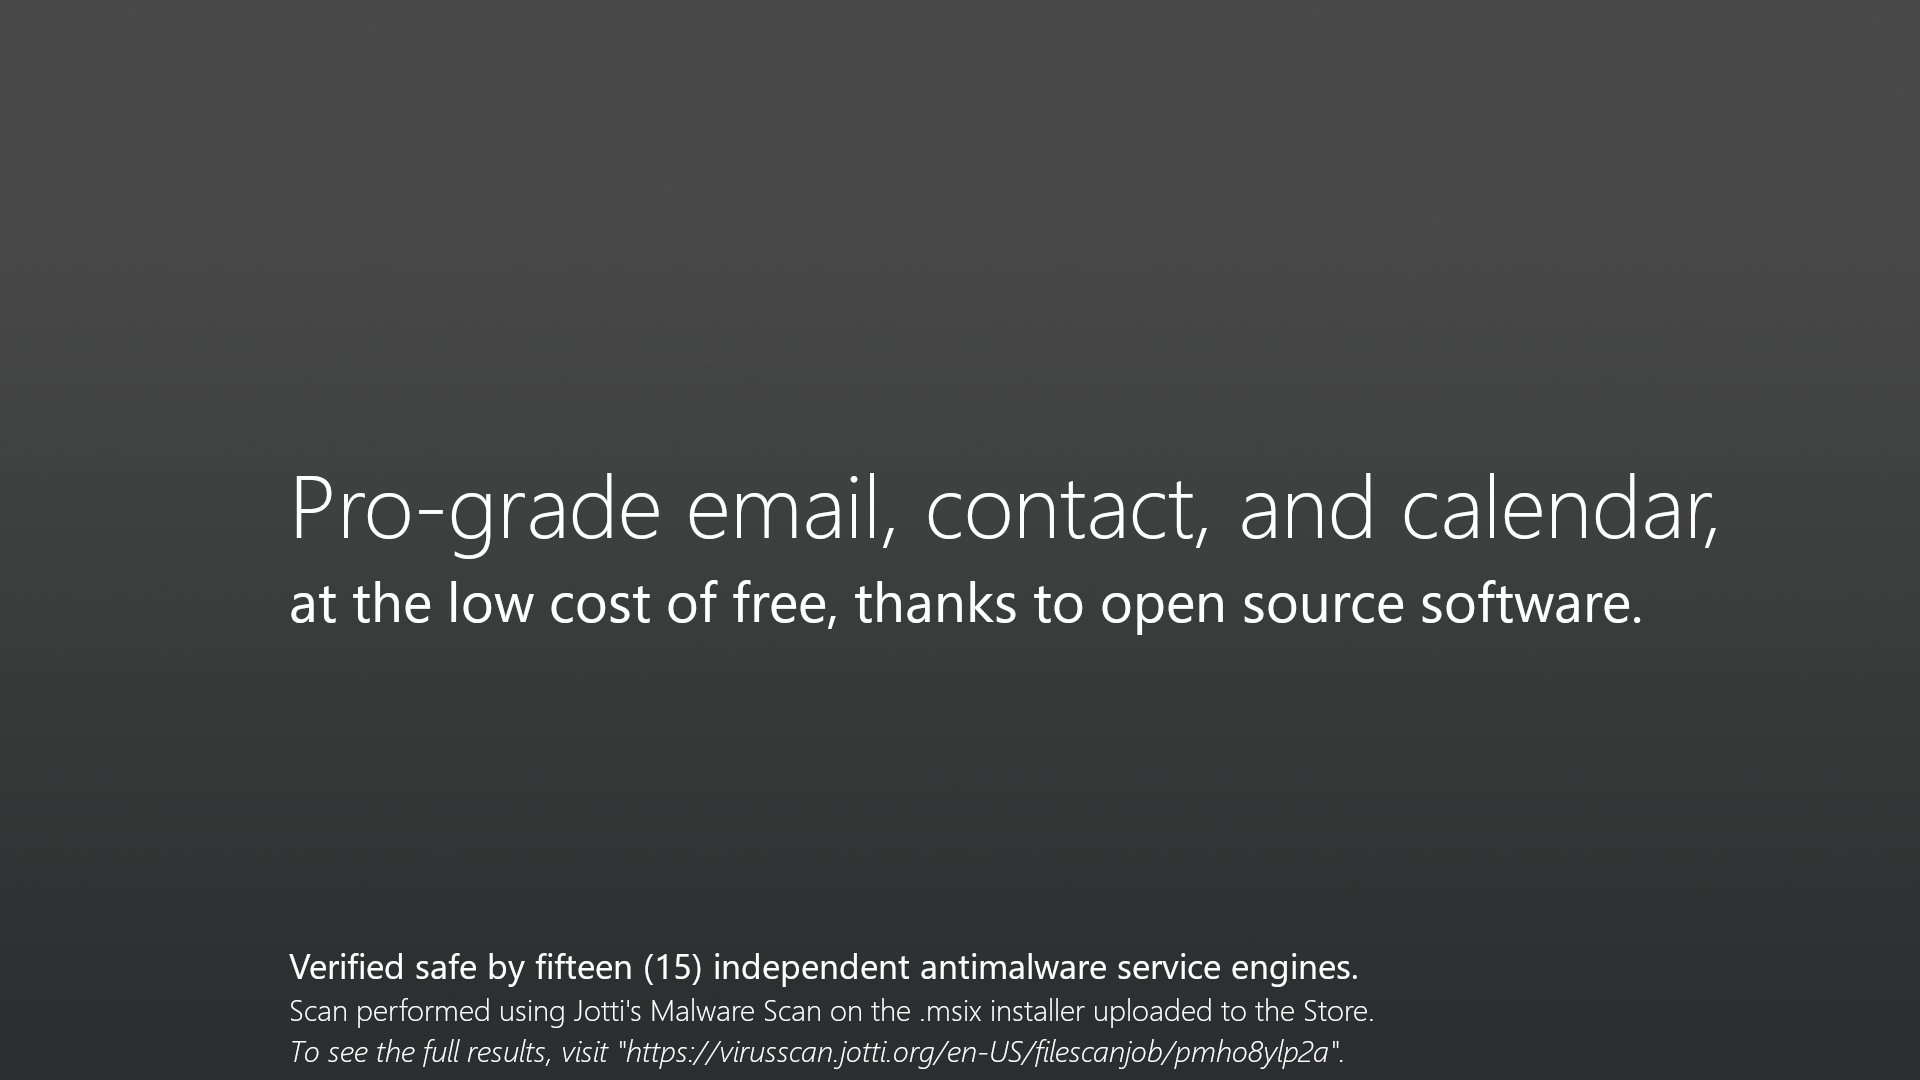 Pro-grade email, contact, and calendar,
at the low cost of free, thanks to open source software.
Verified safe by fifteen (15) independent antimalware service engines.
Scan performed using Jotti's Malware Scan on the .msix installer uploaded to the Store.
To see the full results, visit "https://virusscan.jotti.org/en-US/filescanjob/pmho8ylp2a".